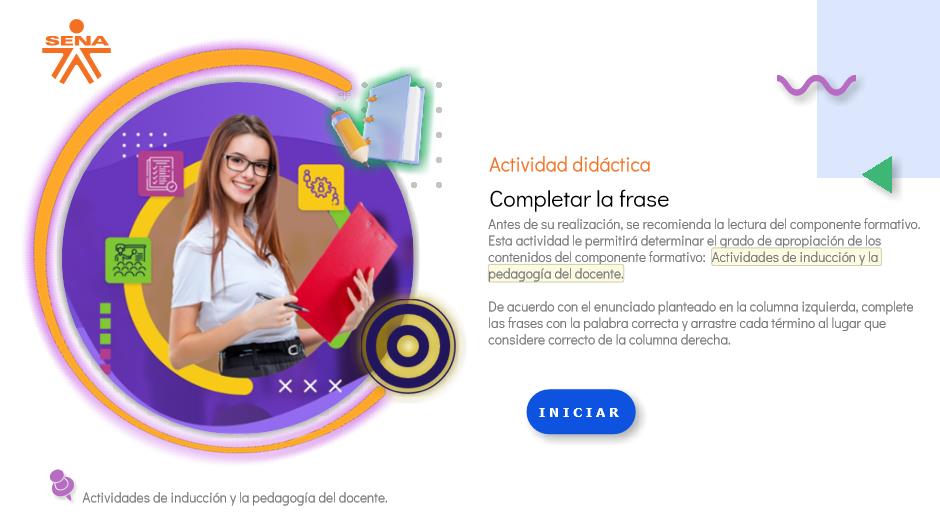 SENA
Actividad didáctica
Completar la frase
Antes de su realización, se recomienda la lectura del componente formativo.
Esta actividad le permitirá determinar el grado de apropiación de los
contenidos del componente formativo: Actividades de inducción y la
pedagogía del docente.
De acuerdo con el enunciado planteado en la columna izquierda, complete
las frases con la palabra correcta y arrastre cada término al lugar que
considere correcto de la columna derecha.
INICIAR
Actividades de inducción y la pedagogía del docente.